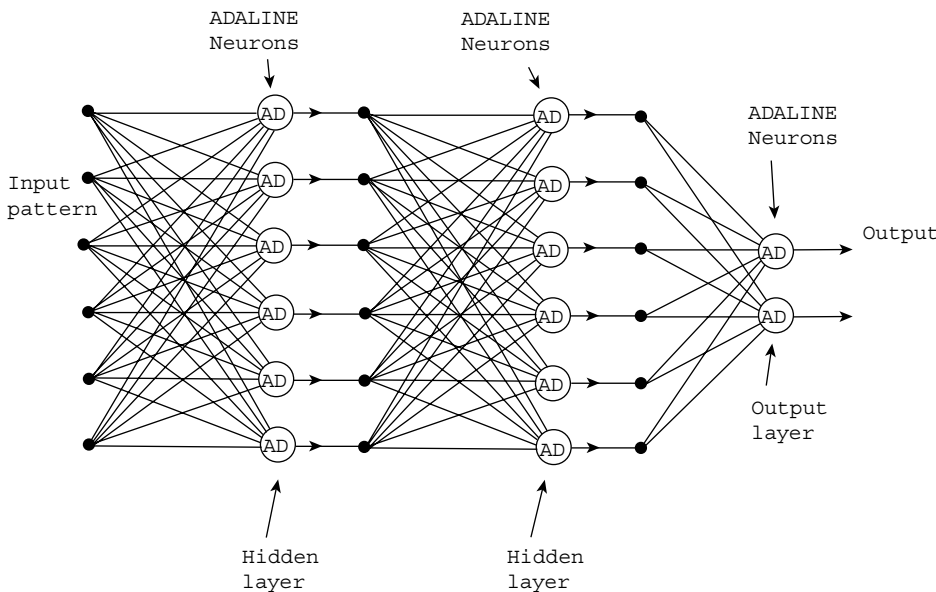 ADALINE
Neurons
ADALINE
Neurons
ADALINE
Neurons
Input
pattern
AD
AD
AD
AD
AD
AD
AD
AD
AD
AD
AD
AD
AD
AD
Output
Output
layer
Hidden
layer
Hidden
layer